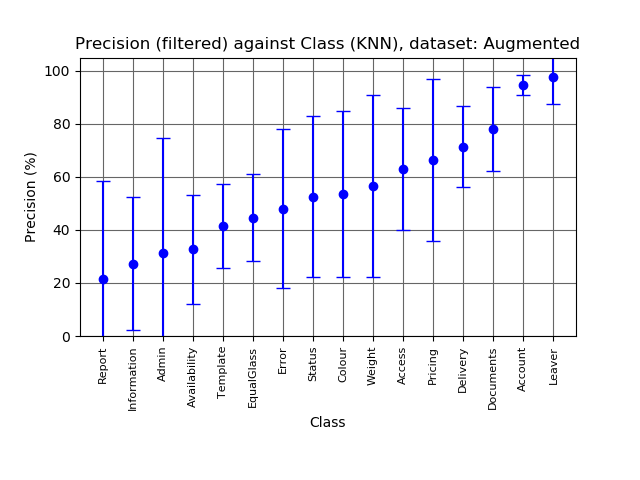 Precision (filtered) against Class (KNN), dataset: Augmented
100
80
60
40
20
0
Precision (%)
Report
Information
Admin
Availability
Template
EqualGlass
Error
Status
Colour
Weight
Access
Pricing
Delivery
Documents
Account
Leaver
Class